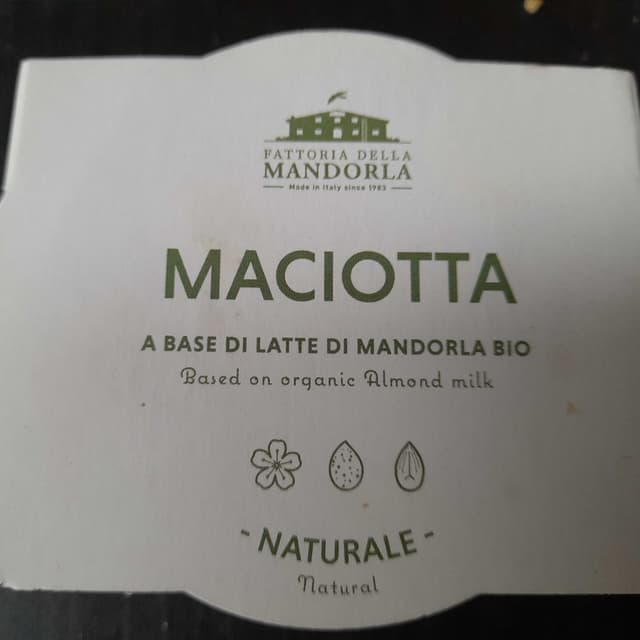 FATTORIA DELLA
MANDORLA
Made in Italy since 1983
MACIOTTA
A BASE DI LATTE DI MANDORLA BIO
Based on organic Almond milk
- NATURALE -
Natural